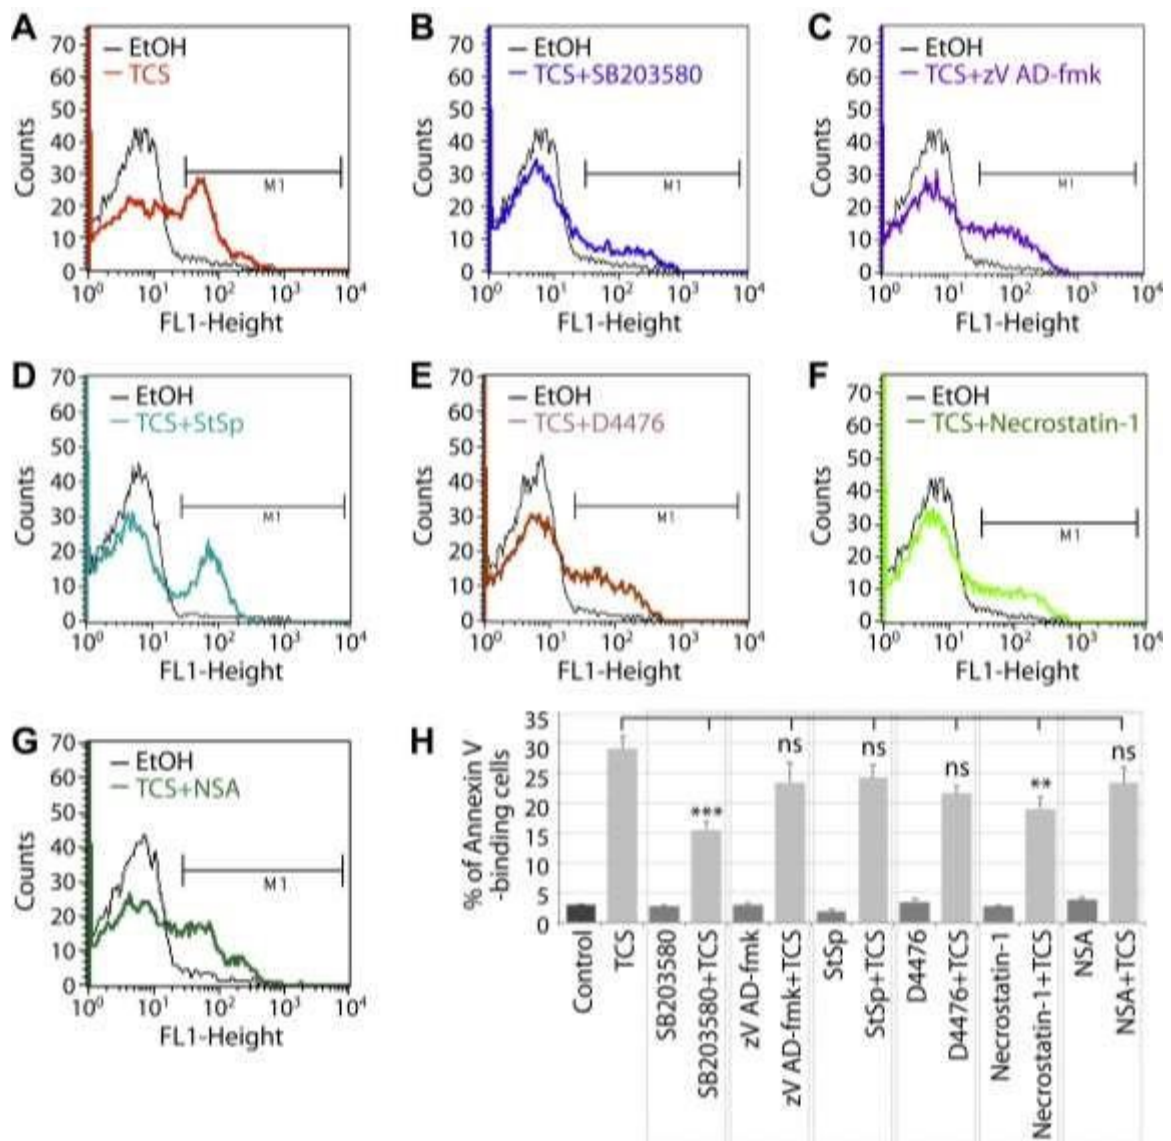 A
EtOH
TCS
Counts
70
60
50
40
30
20
10
0
M1
10⁰ 10¹ 10² 10³ 10⁴
FL1-Height
B
EtOH
TCS+SB203580
Counts
70
60
50
40
30
20
10
0
M1
10⁰ 10¹ 10² 10³ 10⁴
FL1-Height
C
EtOH
TCS+zV AD-fmk
Counts
70
60
50
40
30
20
10
0
M1
10⁰ 10¹ 10² 10³ 10⁴
FL1-Height
D
EtOH
TCS+StSp
Counts
70
60
50
40
30
20
10
0
M1
10⁰ 10¹ 10² 10³ 10⁴
FL1-Height
E
EtOH
TCS+D4476
Counts
70
60
50
40
30
20
10
0
M1
10⁰ 10¹ 10² 10³ 10⁴
FL1-Height
F
EtOH
TCS+Necrostatin-1
Counts
70
60
50
40
30
20
10
0
M1
10⁰ 10¹ 10² 10³ 10⁴
FL1-Height
G
EtOH
TCS+NSA
Counts
70
60
50
40
30
20
10
0
M1
10⁰ 10¹ 10² 10³ 10⁴
FL1-Height
H
% of Annexin V
-binding cells
35
30
25
20
15
10
5
0
***
ns
ns
ns
**
ns
Control
TCS
SB203580
SB203580+TCS
zV AD-fmk
zV AD-fmk+TCS
StSp
StSp+TCS
D4476
D4476+TCS
Necrostatin-1
Necrostatin-1+TCS
NSA
NSA+TCS